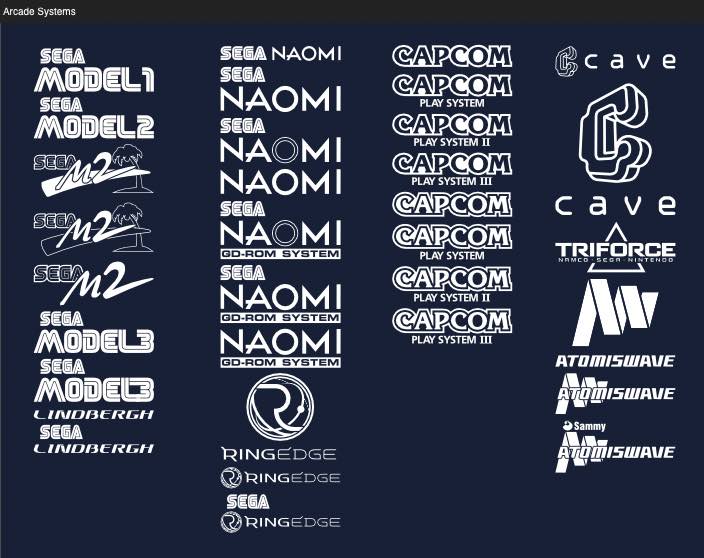 Arcade Systems
SEGA
MODEL1
SEGA
MODEL2
SEGA M2
SEGA M2
SEGA M2
SEGA
MODEL3
SEGA
MODEL3
LINDBERGH
SEGA
LINDBERGH
SEGA NAOMI
SEGA
NAOMI
SEGA
NAOMI
NAOMI
SEGA
NAOMI
GD-ROM SYSTEM
SEGA
NAOMI
GD-ROM SYSTEM
NAOMI
GD-ROM SYSTEM
R
RINGEDGE
RINGEDGE
SEGA
RINGEDGE
CAPCOM
CAPCOM
PLAY SYSTEM
CAPCOM
PLAY SYSTEM II
CAPCOM
PLAY SYSTEM III
CAPCOM
CAPCOM
PLAY SYSTEM
CAPCOM
PLAY SYSTEM II
CAPCOM
PLAY SYSTEM III
cave
C
cave
TRIFORCE
NAMCO·SEGA·NINTENDO
AW
ATOMISWAVE
ATOMISWAVE
Sammy
ATOMISWAVE